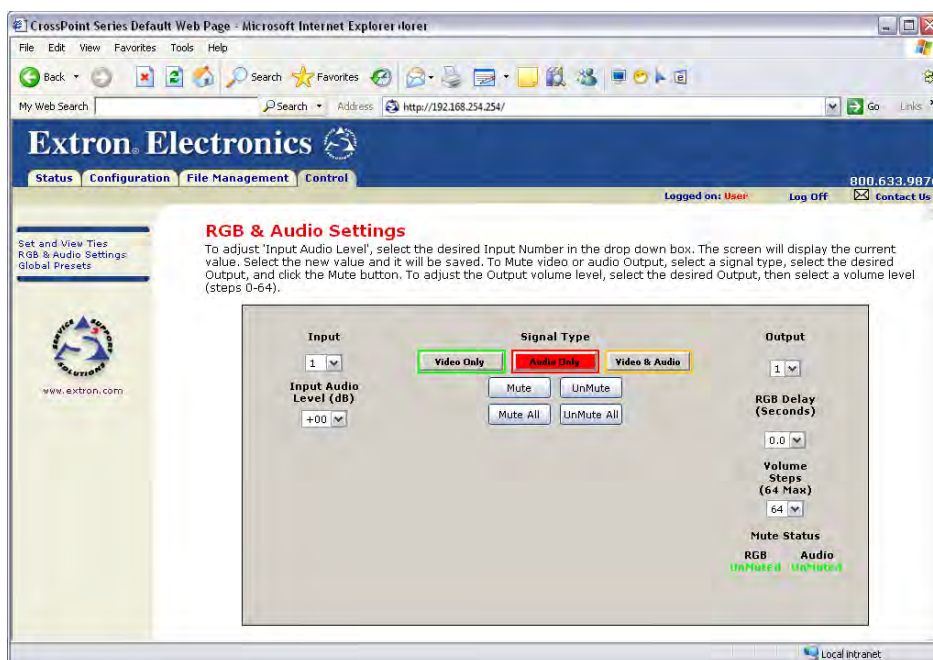 CrossPoint Series Default Web Page - Microsoft Internet Explorer
File Edit View Favorites Tools Help
Back Search Favorites
My Web Search Search Address http://192.168.254.254/ Go Links
Extron Electronics
Status Configuration File Management Control
800.633.987
Logged on: User Log Off Contact Us
Set and View Ties
RGB & Audio Settings
Global Presets
SERVICE SUPPORT SOLUTIONS
S3
www.extron.com
RGB & Audio Settings
To adjust 'Input Audio Level', select the desired Input Number in the drop down box. The screen will display the current
value. Select the new value and it will be saved. To Mute video or audio Output, select a signal type, select the desired
Output, and click the Mute button. To adjust the Output volume level, select the desired Output, then select a volume level
(steps 0-64).
Input
1
Input Audio
Level (dB)
+00
Signal Type
Video Only Audio Only Video & Audio
Mute UnMute
Mute All UnMute All
Output
1
RGB Delay
(Seconds)
0.0
Volume
Steps
(64 Max)
64
Mute Status
RGB Audio
UnMuted UnMuted
Local intranet